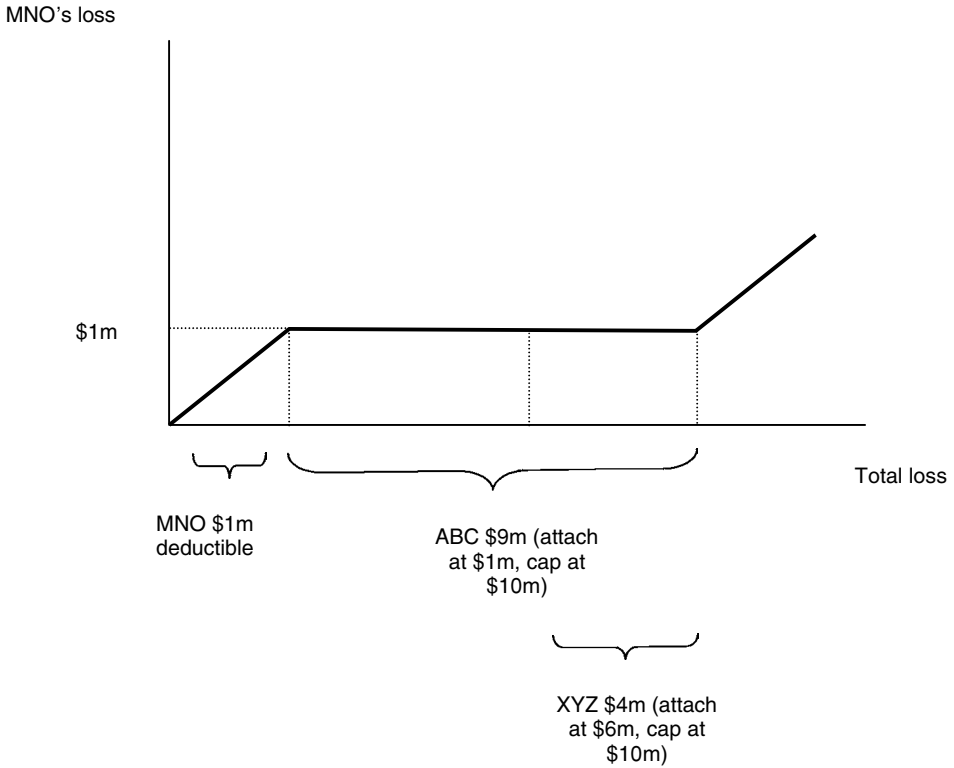 MNO’s loss
$1m
Total loss
MNO $1m
deductible
ABC $9m (attach
at $1m, cap at
$10m)
XYZ $4m (attach
at $6m, cap at
$10m)